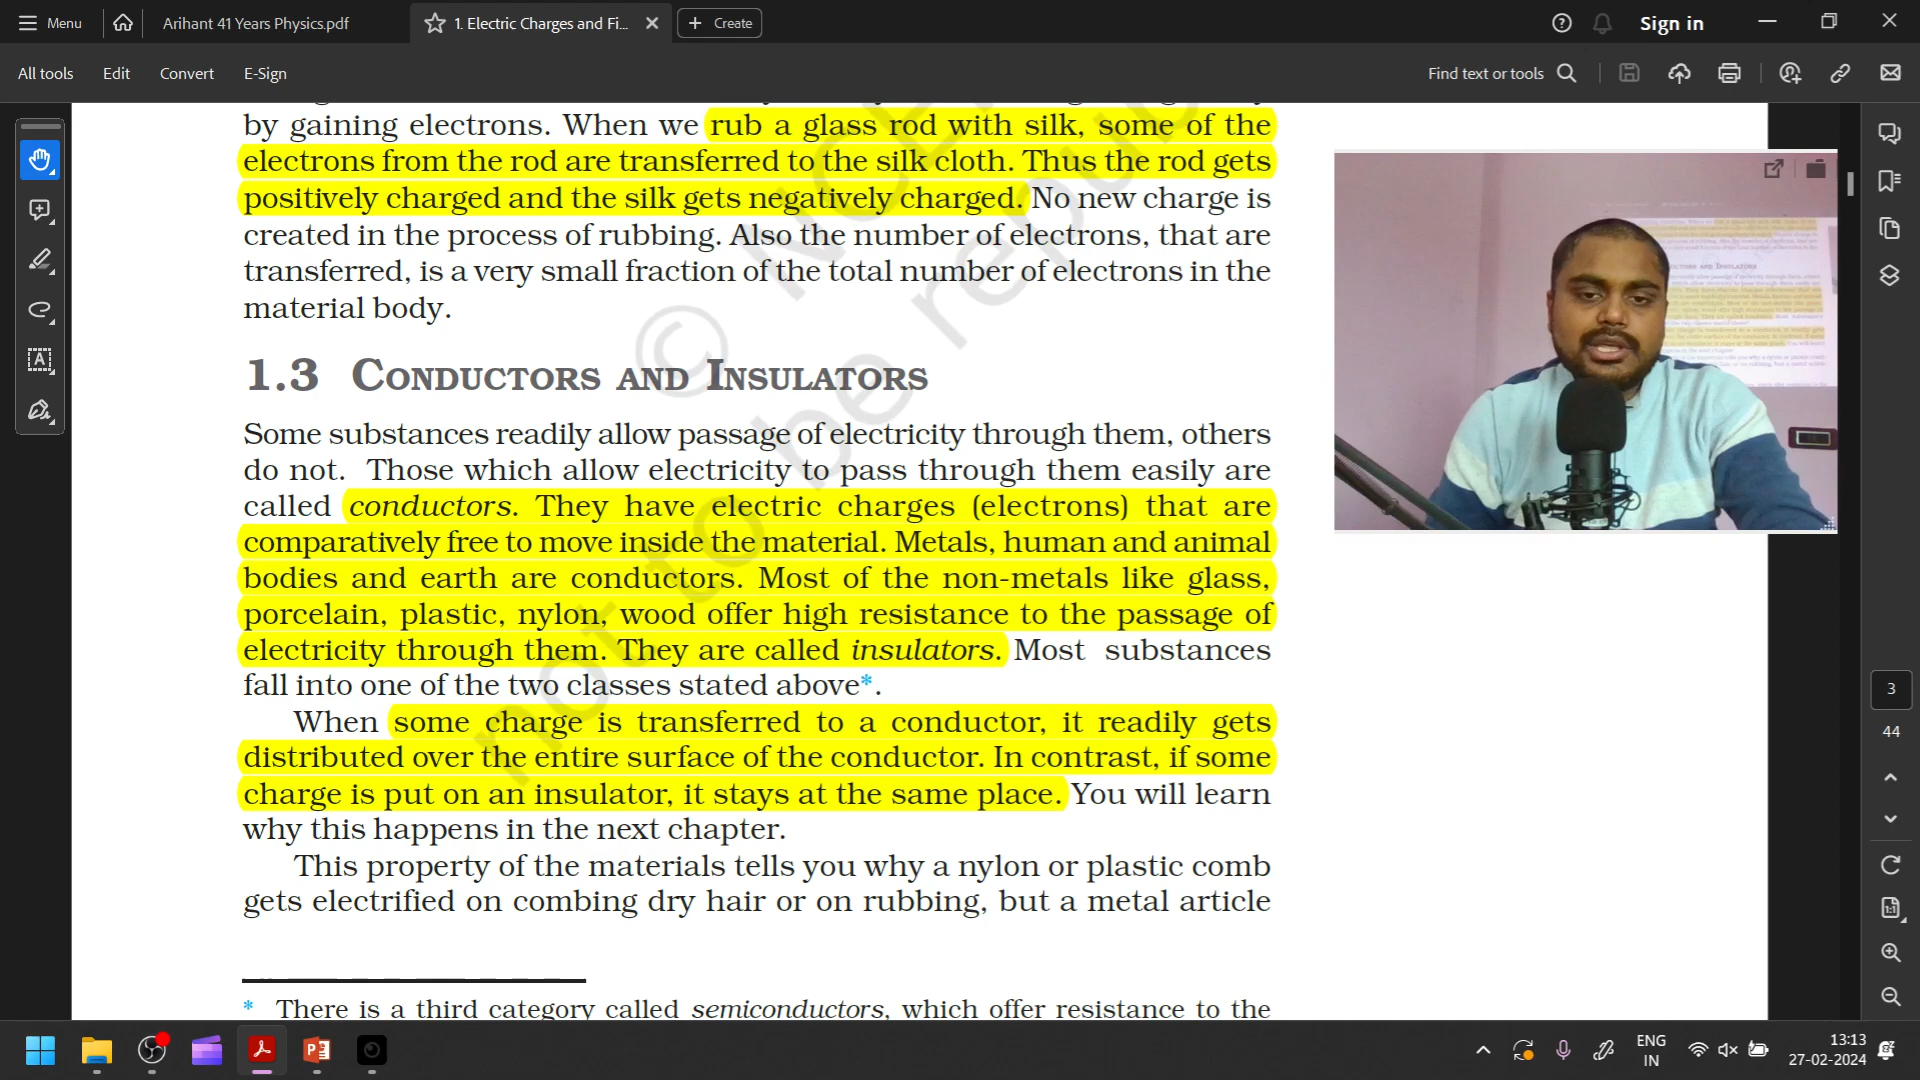 Menu
Arihant 41 Years Physics.pdf
1. Electric Charges and Fi...
Create
Sign in
All tools
Edit
Convert
E-Sign
Find text or tools
by gaining electrons. When we rub a glass rod with silk, some of the
electrons from the rod are transferred to the silk cloth. Thus the rod gets
positively charged and the silk gets negatively charged. No new charge is
created in the process of rubbing. Also the number of electrons, that are
transferred, is a very small fraction of the total number of electrons in the
material body.
1.3 CONDUCTORS AND INSULATORS
Some substances readily allow passage of electricity through them, others
do not. Those which allow electricity to pass through them easily are
called conductors. They have electric charges (electrons) that are
comparatively free to move inside the material. Metals, human and animal
bodies and earth are conductors. Most of the non-metals like glass,
porcelain, plastic, nylon, wood offer high resistance to the passage of
electricity through them. They are called insulators. Most substances
fall into one of the two classes stated above*.
When some charge is transferred to a conductor, it readily gets
distributed over the entire surface of the conductor. In contrast, if some
charge is put on an insulator, it stays at the same place. You will learn
why this happens in the next chapter.
This property of the materials tells you why a nylon or plastic comb
gets electrified on combing dry hair or on rubbing, but a metal article
* There is a third category called semiconductors, which offer resistance to the
not to be repub
© NCE
3
44
1:1
ENG
IN
13:13
27-02-2024